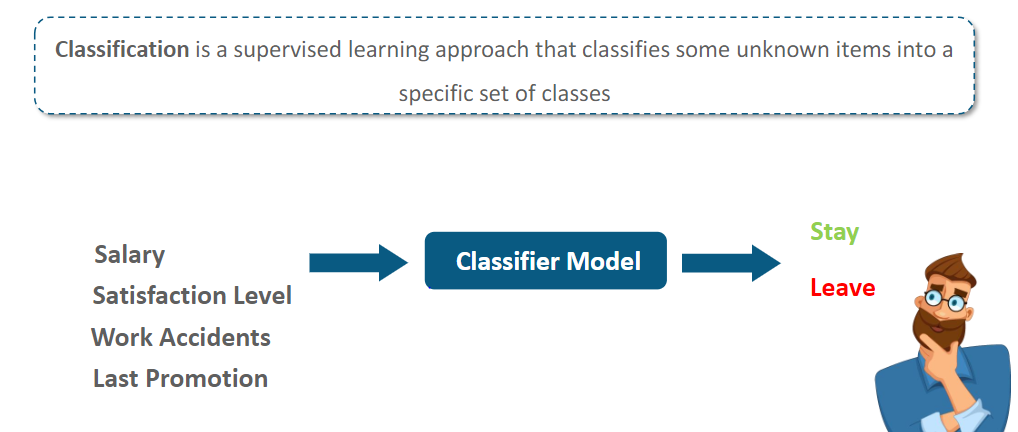 Classification is a supervised learning approach that classifies some unknown items into a
specific set of classes
Salary
Satisfaction Level
Work Accidents
Last Promotion
Classifier Model
Stay
Leave